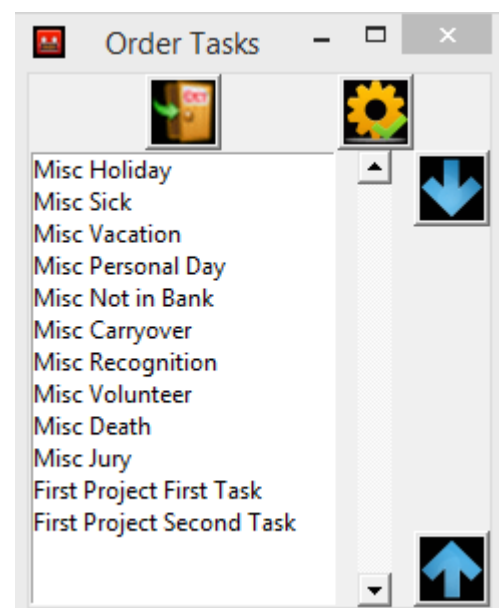 Order Tasks
OUT
Misc Holiday
Misc Sick
Misc Vacation
Misc Personal Day
Misc Not in Bank
Misc Carryover
Misc Recognition
Misc Volunteer
Misc Death
Misc Jury
First Project First Task
First Project Second Task